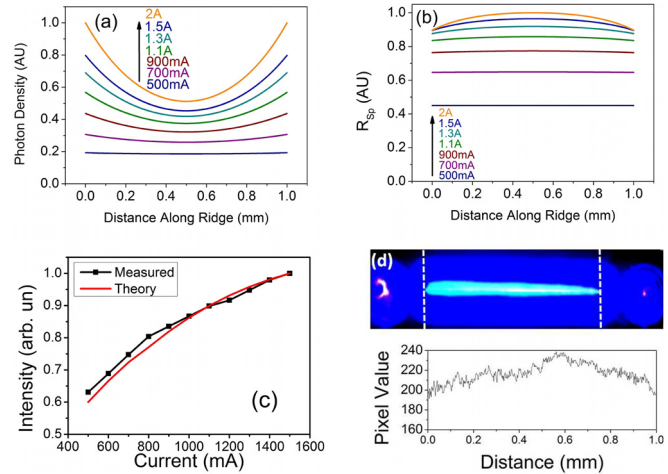 (a)
2A
1.5A
1.3A
1.1A
900mA
700mA
500mA
Photon Density (AU)
1.0
0.8
0.6
0.4
0.2
0.0
0.0 0.2 0.4 0.6 0.8 1.0
Distance Along Ridge (mm)
(b)
R_Sp (AU)
1.0
0.8
0.6
0.4
0.2
0.0
2A
1.5A
1.3A
1.1A
900mA
700mA
500mA
0.0 0.2 0.4 0.6 0.8 1.0
Distance Along Ridge (mm)
Measured
Theory
(c)
Intensity (arb. un)
1.0
0.9
0.8
0.7
0.6
0.5
400 600 800 1000 1200 1400 1600
Current (mA)
(d)
Pixel Value
240
220
200
180
160
0.0 0.2 0.4 0.6 0.8 1.0
Distance (mm)